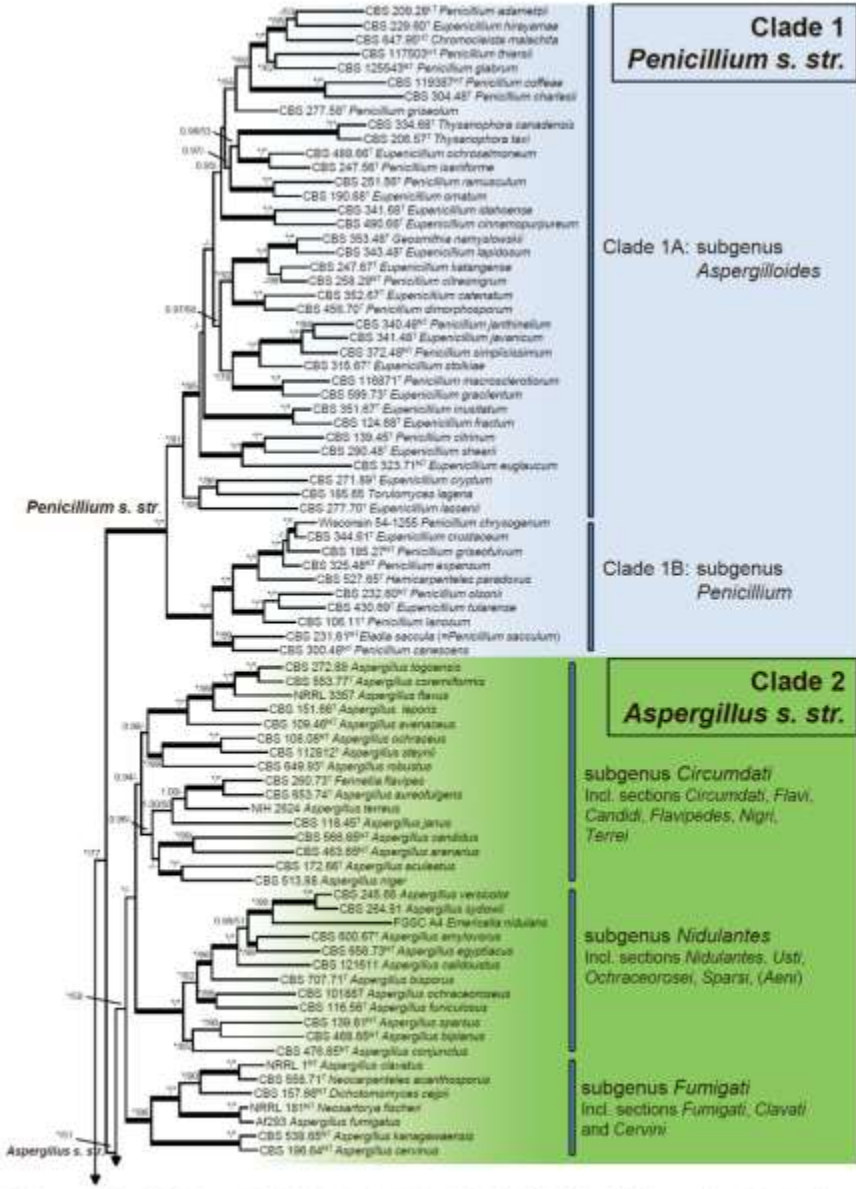 Clade 1
Penicillium s. str.
CBS 209.28 Penicillium adametzii
CBS 229.60 Eupenicillium hirayamae
CBS 647.95 Chromocleista malachita
CBS 117503 Penicillium thiersii
CBS 125543 Penicillium glabrum
CBS 119387 Penicillium coffeae
CBS 304.48 Penicillium charlesii
CBS 277.58 Penicillium griseolum
CBS 334.68 Thysanophora canadensis
CBS 206.57 Thysanophora taxi
CBS 489.66 Eupenicillium ochrosalmoneum
CBS 247.56 Penicillium isariiforme
CBS 251.56 Penicillium ramusculum
CBS 190.68 Eupenicillium ornatum
CBS 341.68 Eupenicillium idahoense
CBS 490.66 Eupenicillium cinnamopurpureum
CBS 353.48 Geosmithia namyslowskii
CBS 343.48 Eupenicillium lapidosum
CBS 247.67 Eupenicillium katangense
CBS 258.29 Penicillium citreonigrum
CBS 352.67 Eupenicillium catenatum
CBS 456.70 Penicillium dimorphosporum
CBS 340.48 Penicillium janthinellum
CBS 341.48 Eupenicillium javanicum
CBS 372.48 Penicillium simplicissimum
CBS 315.67 Eupenicillium stolkiae
CBS 116871 Penicillium macrosclerotiorum
CBS 599.73 Eupenicillium gracilentum
CBS 351.67 Eupenicillium inusitatum
CBS 124.68 Eupenicillium fractum
CBS 139.45 Penicillium citrinum
CBS 290.48 Eupenicillium shearii
CBS 323.71 Eupenicillium euglaucum
CBS 271.89 Eupenicillium cryptum
CBS 185.65 Torulomyces lagena
CBS 277.70 Eupenicillium lassenii
Clade 1A: subgenus
Aspergilloides
Penicillium s. str.
Wisconsin 54-1255 Penicillium chrysogenum
CBS 344.61 Eupenicillium crustaceum
CBS 185.27 Penicillium griseofulvum
CBS 325.48 Penicillium expansum
CBS 527.65 Hemicarpenteles paradoxus
CBS 232.60 Penicillium olsonii
CBS 430.69 Eupenicillium tularense
CBS 106.11 Penicillium lanosum
CBS 231.61 Eladia saccula (=Penicillium sacculum)
CBS 300.48 Penicillium canescens
Clade 1B: subgenus
Penicillium
Clade 2
Aspergillus s. str.
CBS 272.89 Aspergillus togoensis
CBS 553.77 Aspergillus coremiiformis
NRRL 3357 Aspergillus flavus
CBS 151.66 Aspergillus leporis
CBS 109.46 Aspergillus avenaceus
CBS 108.08 Aspergillus ochraceus
CBS 112812 Aspergillus steynii
CBS 649.93 Aspergillus robustus
CBS 260.73 Fennellia flavipes
CBS 653.74 Aspergillus aureofulgens
NIH 2624 Aspergillus terreus
CBS 118.45 Aspergillus janus
CBS 566.65 Aspergillus candidus
CBS 463.65 Aspergillus arenarius
CBS 172.66 Aspergillus aculeatus
CBS 513.88 Aspergillus niger
subgenus Circumdati
Incl. sections Circumdati, Flavi,
Candidi, Flavipedes, Nigri,
Terrei
CBS 245.65 Aspergillus versicolor
CBS 264.81 Aspergillus sydowii
FGSC A4 Emericella nidulans
CBS 600.67 Aspergillus amylovorus
CBS 656.73 Aspergillus egyptiacus
CBS 121611 Aspergillus calidoustus
CBS 707.71 Aspergillus bisporus
CBS 101887 Aspergillus ochraceoroseus
CBS 116.56 Aspergillus funiculosus
CBS 139.61 Aspergillus sparsus
CBS 468.65 Aspergillus biplanus
CBS 476.65 Aspergillus conjunctus
subgenus Nidulantes
Incl. sections Nidulantes, Usti,
Ochraceorosei, Sparsi, (Aeni)
NRRL 1 Aspergillus clavatus
CBS 558.71 Neocarpenteles acanthosporus
CBS 157.66 Dichotomomyces cejpii
NRRL 181 Neosartorya fischeri
Af293 Aspergillus fumigatus
CBS 538.65 Aspergillus kanagawaensis
CBS 196.64 Aspergillus cervinus
subgenus Fumigati
Incl. sections Fumigati, Clavati
and Cervini
Aspergillus s. str.